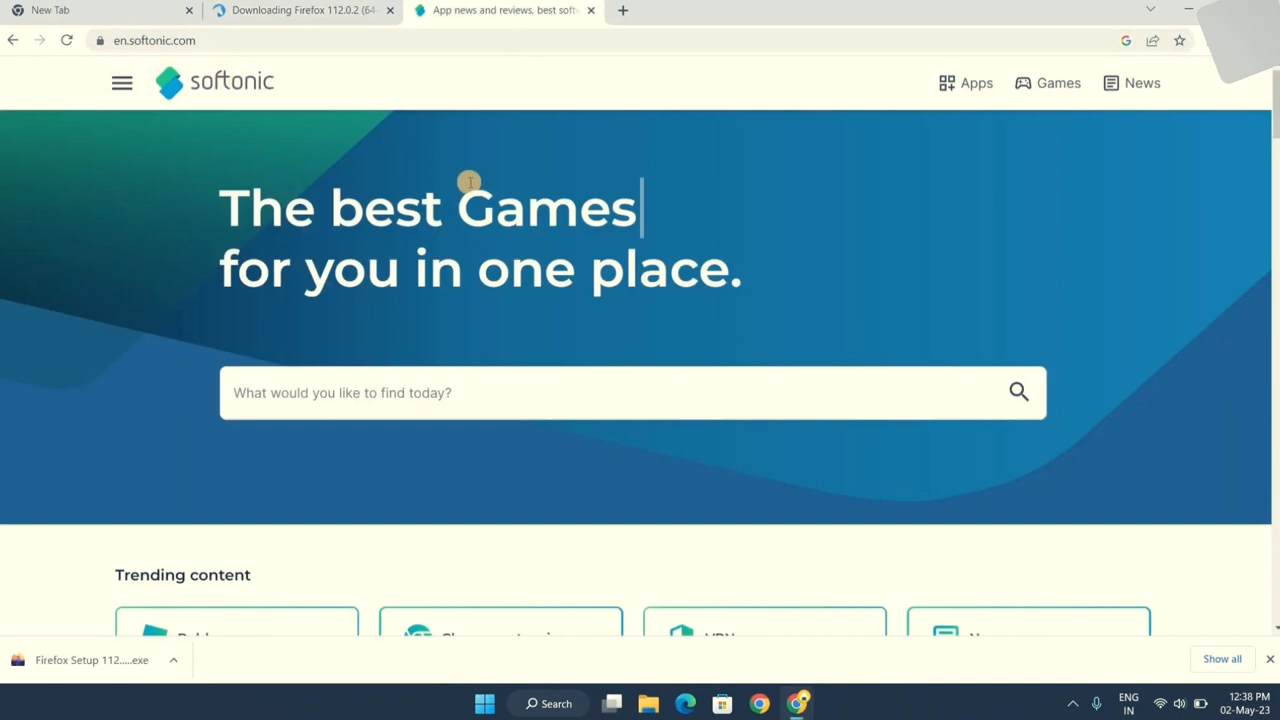 New Tab
Downloading Firefox 112.0.2 (64-
App news and reviews, best soft
en.softonic.com
softonic
Apps
Games
News
The best Games
for you in one place.
What would you like to find today?
Trending content
VPN
Firefox Setup 112.....exe
Show all
Search
ENG
IN
12:38 PM
02-May-23